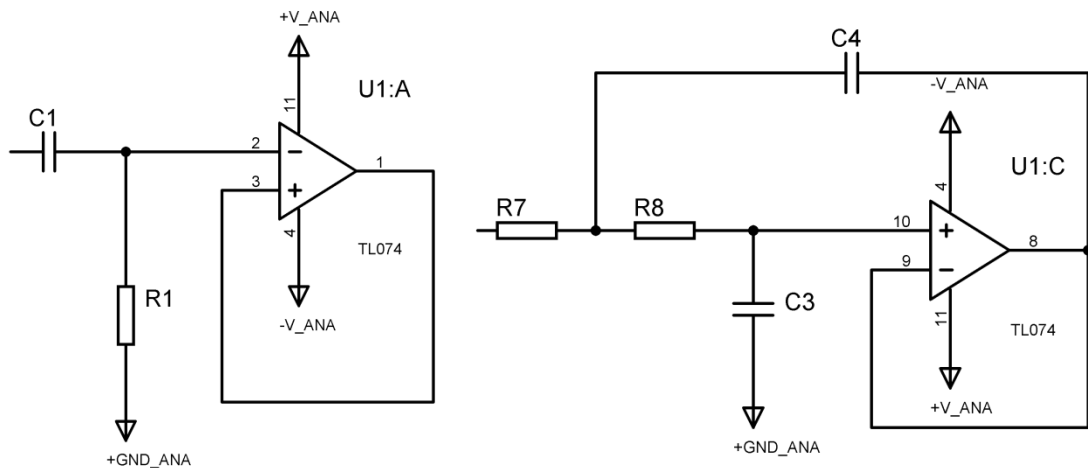 +V_ANA
U1:A
C1
11
2
−
1
3
+
4
TL074
R1
-V_ANA
+GND_ANA
C4
-V_ANA
U1:C
4
R7
R8
10
+
8
9
−
C3
11
TL074
+V_ANA
+GND_ANA